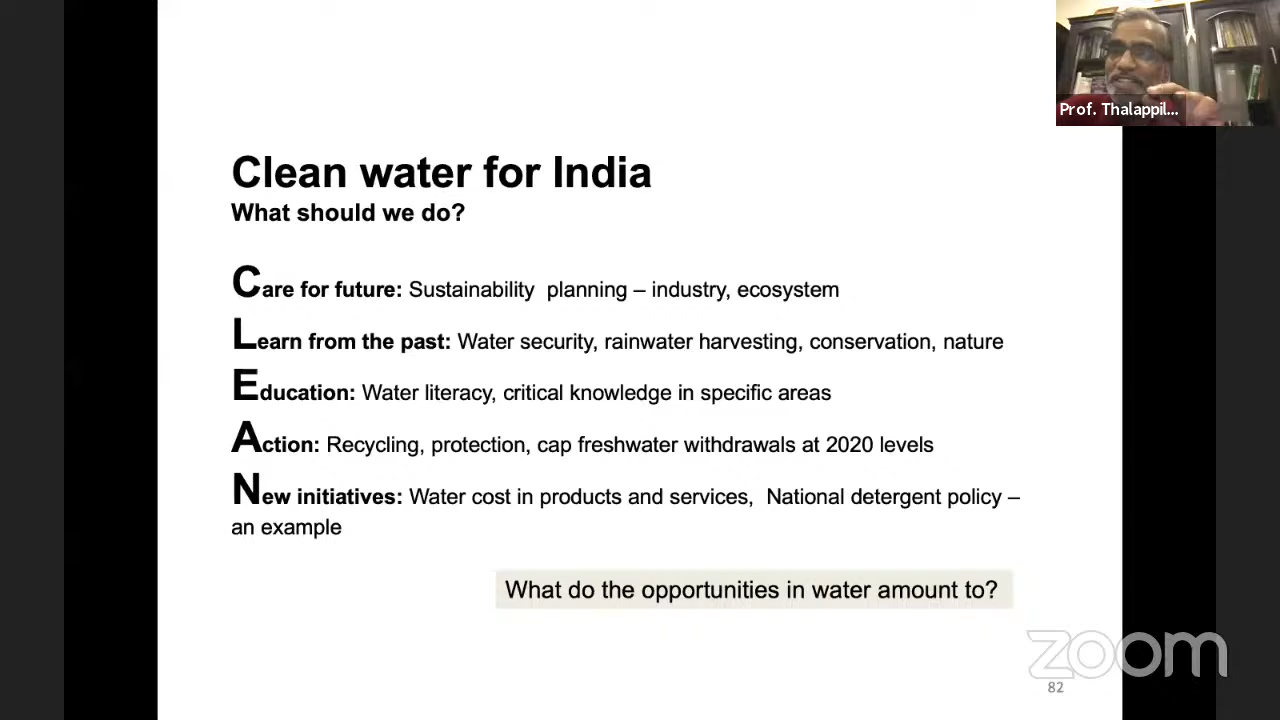 Prof. Thalappil...
Clean water for India
What should we do?
Care for future: Sustainability planning – industry, ecosystem
Learn from the past: Water security, rainwater harvesting, conservation, nature
Education: Water literacy, critical knowledge in specific areas
Action: Recycling, protection, cap freshwater withdrawals at 2020 levels
New initiatives: Water cost in products and services, National detergent policy –
an example
What do the opportunities in water amount to?
zoom
82